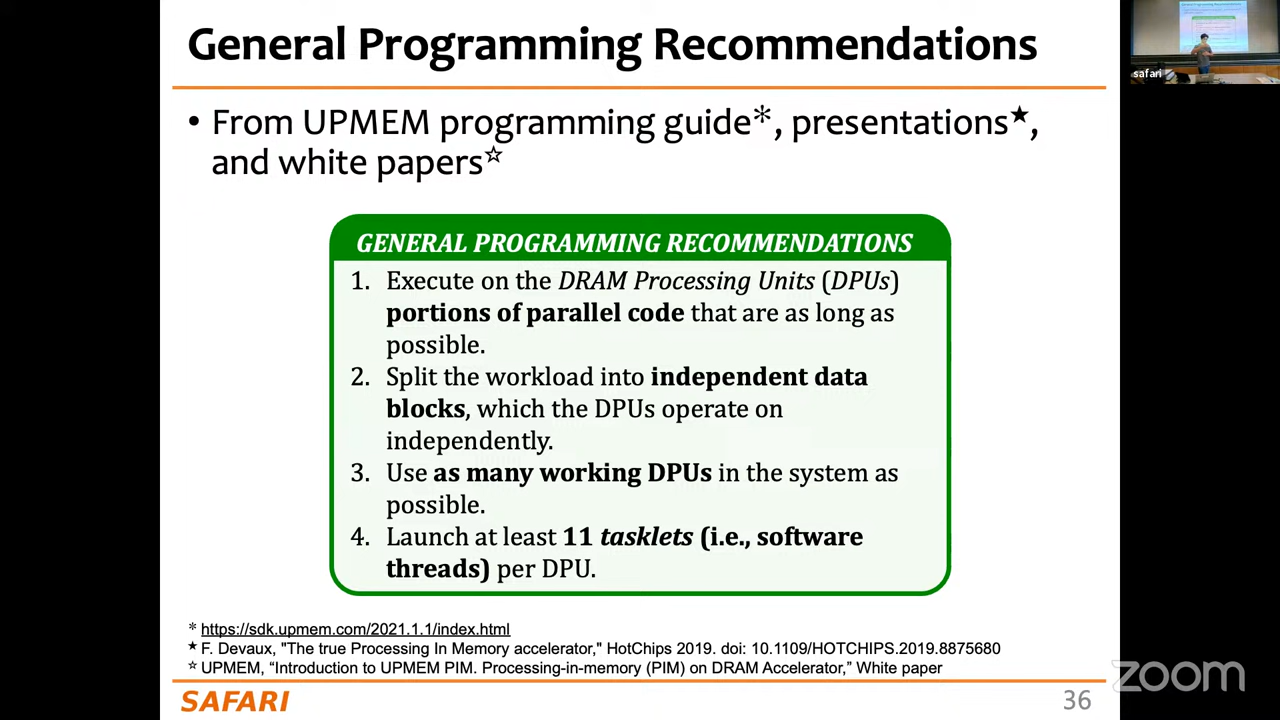 General Programming Recommendations
• From UPMEM programming guide*, presentations★,
and white papers☆
GENERAL PROGRAMMING RECOMMENDATIONS
1. Execute on the DRAM Processing Units (DPUs)
portions of parallel code that are as long as
possible.
2. Split the workload into independent data
blocks, which the DPUs operate on
independently.
3. Use as many working DPUs in the system as
possible.
4. Launch at least 11 tasklets (i.e., software
threads) per DPU.
* https://sdk.upmem.com/2021.1.1/index.html
★ F. Devaux, "The true Processing In Memory accelerator," HotChips 2019. doi: 10.1109/HOTCHIPS.2019.8875680
☆ UPMEM, “Introduction to UPMEM PIM. Processing-in-memory (PIM) on DRAM Accelerator,” White paper
SAFARI
36
safari
zoom